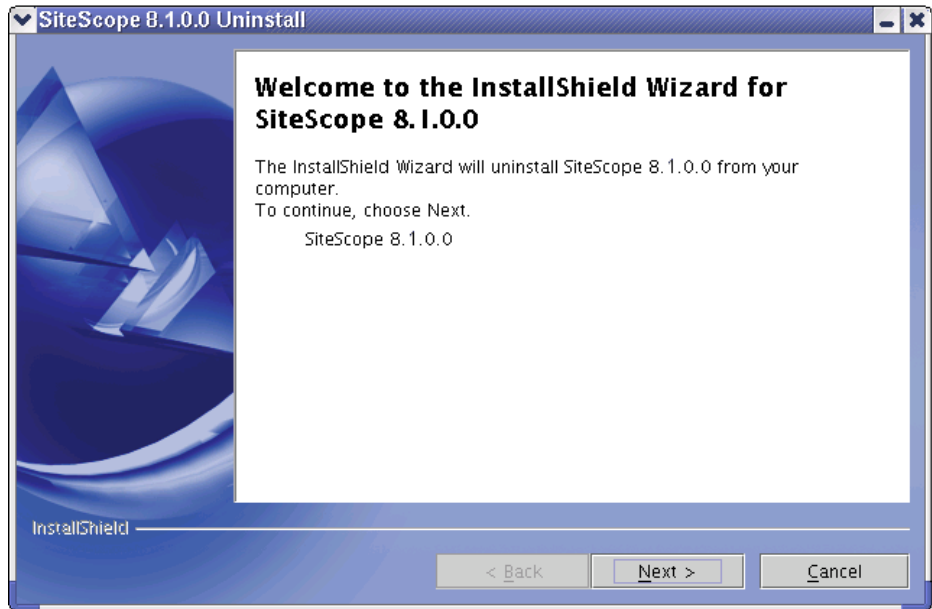 SiteScope 8.1.0.0 Uninstall
Welcome to the InstallShield Wizard for
SiteScope 8.1.0.0
The InstallShield Wizard will uninstall SiteScope 8.1.0.0 from your
computer.
To continue, choose Next.
SiteScope 8.1.0.0
InstallShield
< Back
Next >
Cancel